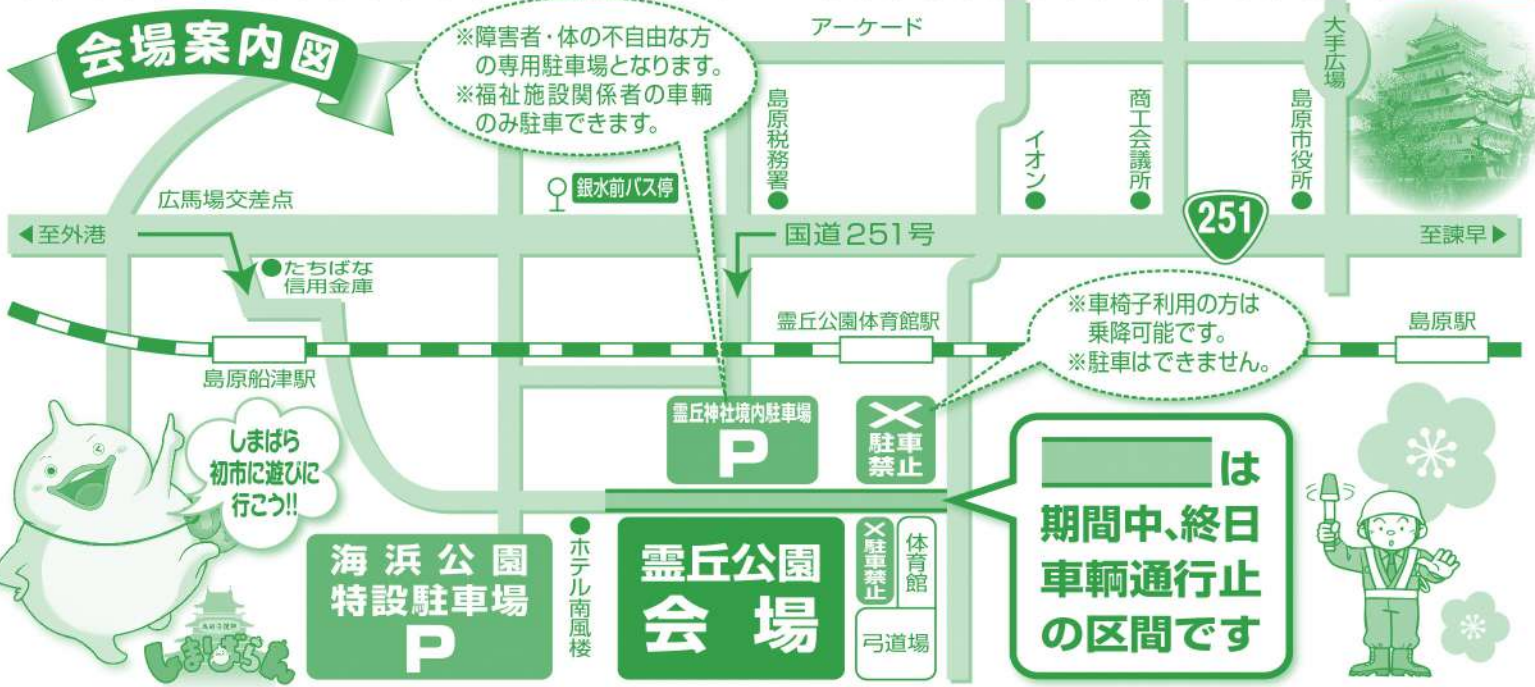 会場案内図
※障害者・体の不自由な方
の専用駐車場となります。
※福祉施設関係者の車輌
のみ駐車できます。
アーケード
大手広場
島原税務署
イオン
商工会議所
島原市役所
銀水前バス停
広馬場交差点
◀至外港
国道251号
251
至諫早▶
たちばな
信用金庫
※車椅子利用の方は
乗降可能です。
※駐車はできません。
霊丘公園体育館駅
島原駅
島原船津駅
霊丘神社境内駐車場
P
駐車
禁止
しまばら
初市に遊びに
行こう!!
は
期間中、終日
車輌通行止
の区間です
海浜公園
特設駐車場
P
ホテル南風楼
霊丘公園
会場
駐車禁止
体育館
弓道場
しまばらん